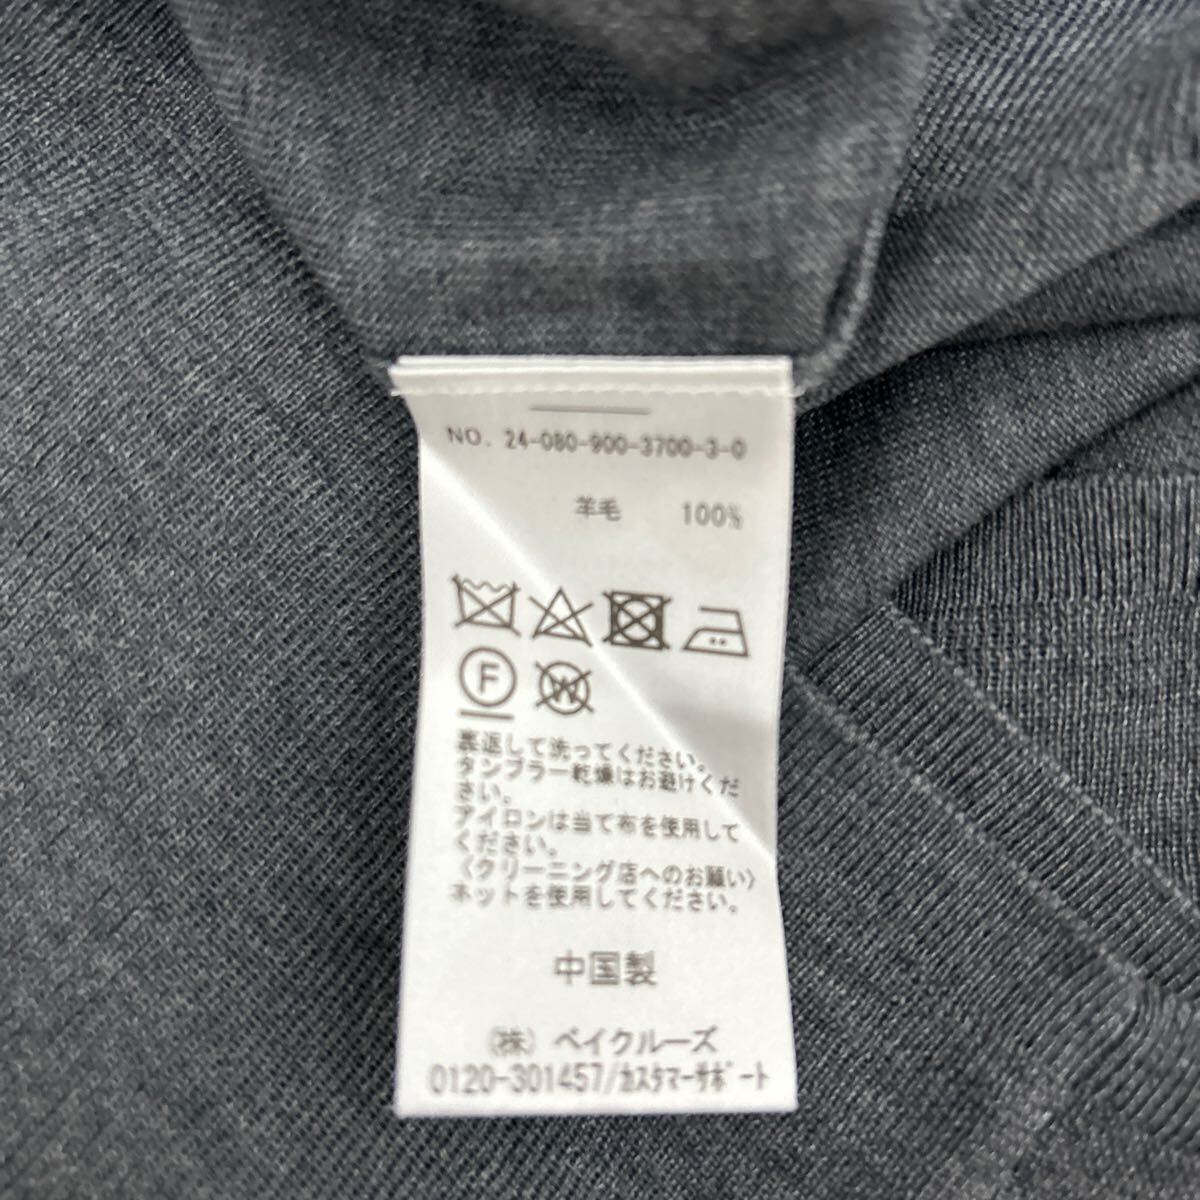 NO. 24-080-900-3700-3-0
羊毛 100%
F W
裏返して洗ってください。
タンブラー乾燥はお避けくだ
さい。
アイロンは当て布を使用して
ください。
〈クリーニング店へのお願い〉
ネットを使用してください。
中国製
(株) ベイクルーズ
0120-301457/ｶｽﾀﾏｰｻﾎﾟｰﾄ